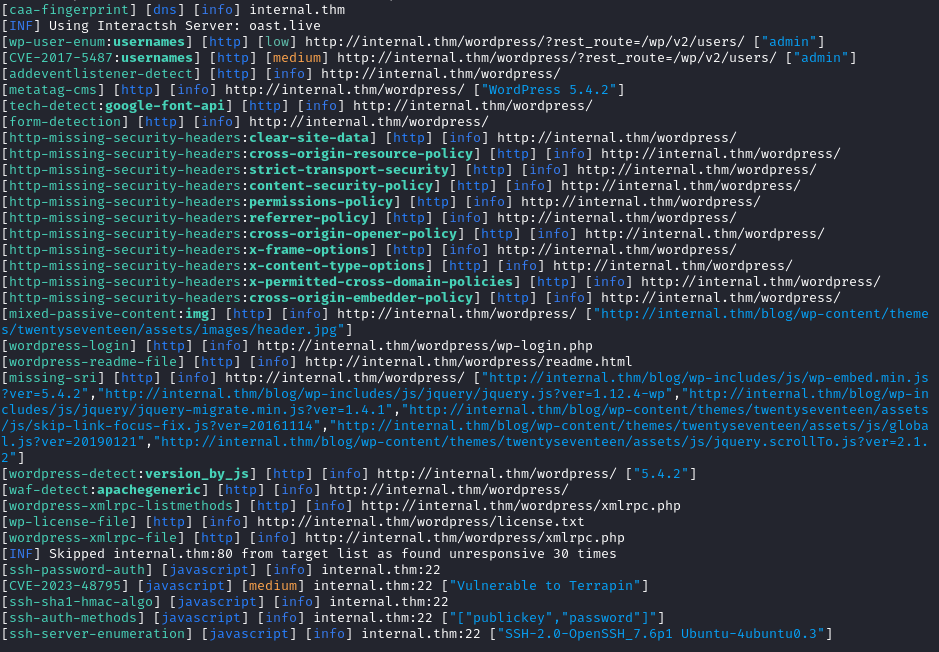 [caa-fingerprint] [dns] [info] internal.thm
[INF] Using Interactsh Server: oast.live
[wp-user-enum:usernames] [http] [low] http://internal.thm/wordpress/?rest_route=/wp/v2/users/ ["admin"]
[CVE-2017-5487:usernames] [http] [medium] http://internal.thm/wordpress/?rest_route=/wp/v2/users/ ["admin"]
[addeventlistener-detect] [http] [info] http://internal.thm/wordpress/
[metatag-cms] [http] [info] http://internal.thm/wordpress/ ["WordPress 5.4.2"]
[tech-detect:google-font-api] [http] [info] http://internal.thm/wordpress/
[form-detection] [http] [info] http://internal.thm/wordpress/
[http-missing-security-headers:clear-site-data] [http] [info] http://internal.thm/wordpress/
[http-missing-security-headers:cross-origin-resource-policy] [http] [info] http://internal.thm/wordpress/
[http-missing-security-headers:strict-transport-security] [http] [info] http://internal.thm/wordpress/
[http-missing-security-headers:content-security-policy] [http] [info] http://internal.thm/wordpress/
[http-missing-security-headers:permissions-policy] [http] [info] http://internal.thm/wordpress/
[http-missing-security-headers:referrer-policy] [http] [info] http://internal.thm/wordpress/
[http-missing-security-headers:cross-origin-opener-policy] [http] [info] http://internal.thm/wordpress/
[http-missing-security-headers:x-frame-options] [http] [info] http://internal.thm/wordpress/
[http-missing-security-headers:x-content-type-options] [http] [info] http://internal.thm/wordpress/
[http-missing-security-headers:x-permitted-cross-domain-policies] [http] [info] http://internal.thm/wordpress/
[http-missing-security-headers:cross-origin-embedder-policy] [http] [info] http://internal.thm/wordpress/
[mixed-passive-content:img] [http] [info] http://internal.thm/wordpress/ ["http://internal.thm/blog/wp-content/theme
s/twentyseventeen/assets/images/header.jpg"]
[wordpress-login] [http] [info] http://internal.thm/wordpress/wp-login.php
[wordpress-readme-file] [http] [info] http://internal.thm/wordpress/readme.html
[missing-sri] [http] [info] http://internal.thm/wordpress/ ["http://internal.thm/blog/wp-includes/js/wp-embed.min.js
?ver=5.4.2","http://internal.thm/blog/wp-includes/js/jquery/jquery.js?ver=1.12.4-wp","http://internal.thm/blog/wp-in
cludes/js/jquery/jquery-migrate.min.js?ver=1.4.1","http://internal.thm/blog/wp-content/themes/twentyseventeen/assets
/js/skip-link-focus-fix.js?ver=20161114","http://internal.thm/blog/wp-content/themes/twentyseventeen/assets/js/globa
l.js?ver=20190121","http://internal.thm/blog/wp-content/themes/twentyseventeen/assets/js/jquery.scrollTo.js?ver=2.1.
2"]
[wordpress-detect:version_by_js] [http] [info] http://internal.thm/wordpress/ ["5.4.2"]
[waf-detect:apachegeneric] [http] [info] http://internal.thm/wordpress/
[wordpress-xmlrpc-listmethods] [http] [info] http://internal.thm/wordpress/xmlrpc.php
[wp-license-file] [http] [info] http://internal.thm/wordpress/license.txt
[wordpress-xmlrpc-file] [http] [info] http://internal.thm/wordpress/xmlrpc.php
[INF] Skipped internal.thm:80 from target list as found unresponsive 30 times
[ssh-password-auth] [javascript] [info] internal.thm:22
[CVE-2023-48795] [javascript] [medium] internal.thm:22 ["Vulnerable to Terrapin"]
[ssh-sha1-hmac-algo] [javascript] [info] internal.thm:22
[ssh-auth-methods] [javascript] [info] internal.thm:22 ["["publickey","password"]"]
[ssh-server-enumeration] [javascript] [info] internal.thm:22 ["SSH-2.0-OpenSSH_7.6p1 Ubuntu-4ubuntu0.3"]